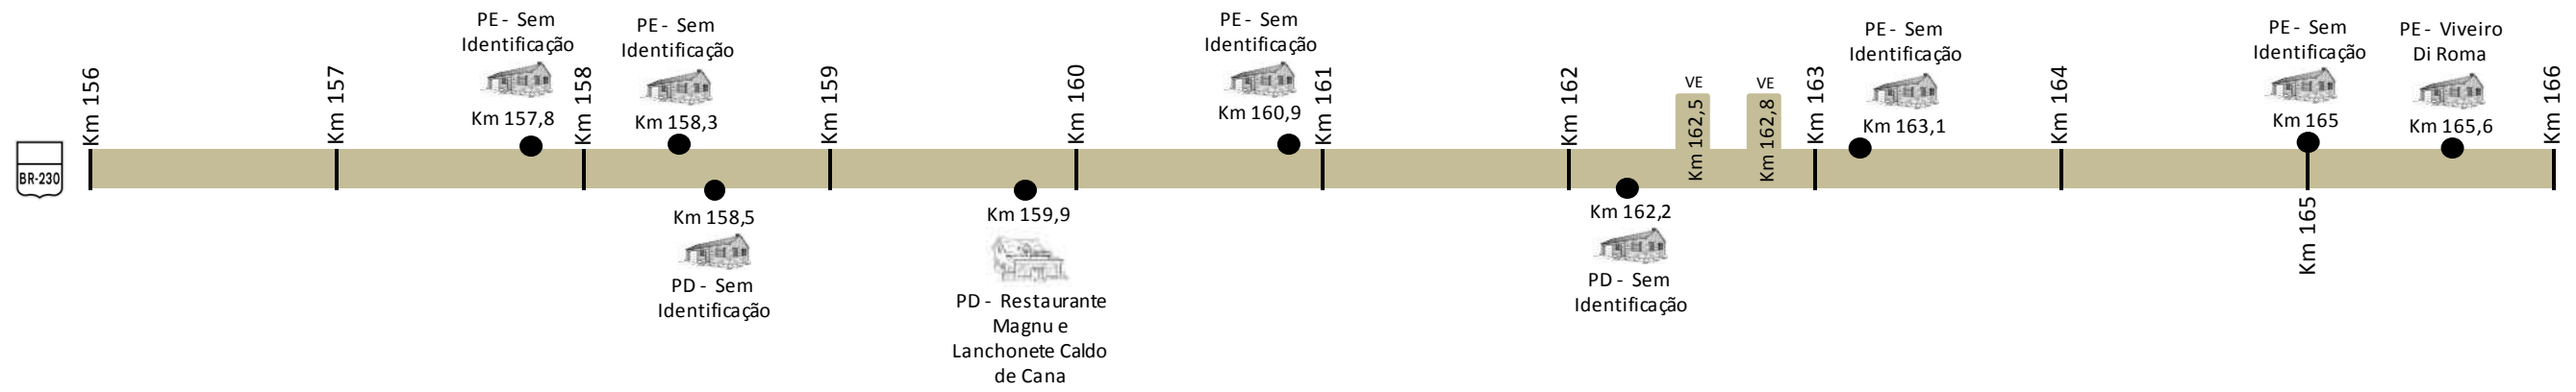 BR-230
Km 156
Km 157
PE - Sem
Identificação
Km 157,8
Km 158
PE - Sem
Identificação
Km 158,3
Km 158,5
PD - Sem
Identificação
Km 159
Km 159,9
PD - Restaurante
Magnu e
Lanchonete Caldo
de Cana
Km 160
PE - Sem
Identificação
Km 160,9
Km 161
Km 162
Km 162,2
PD - Sem
Identificação
VE
Km 162,5
VE
Km 162,8
Km 163
PE - Sem
Identificação
Km 163,1
Km 164
PE - Sem
Identificação
Km 165
Km 165
PE - Viveiro
Di Roma
Km 165,6
Km 166